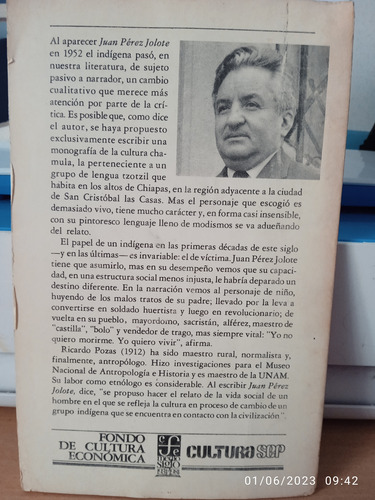 Al aparecer Juan Pérez Jolote
en 1952 el indígena pasó, en
nuestra literatura, de sujeto
pasivo a narrador, un cambio
cualitativo que merece más
atención por parte de la crí-
tica. Es posible que, como dice
el autor, se haya propuesto
exclusivamente escribir una
monografía de la cultura cha-
mula, la perteneciente a un
grupo de lengua tzotzil que
habita en los altos de Chiapas, en la región adyacente a la ciudad
de San Cristóbal las Casas. Mas el personaje que escogió es
demasiado vivo, tiene mucho carácter y, en forma casi insensible,
con su pintoresco lenguaje lleno de modismos se va adueñando
del relato.
El papel de un indígena en las primeras décadas de este siglo
—y en las últimas— es invariable: el de víctima. Juan Pérez Jolote
tiene que asumirlo, mas en su desempeño vemos que su capaci-
dad, en una estructura social menos injusta, le habría deparado un
destino diferente. En la narración vemos al personaje de niño,
huyendo de los malos tratos de su padre; llevado por la leva a
convertirse en soldado huertista y luego en revolucionario; de
vuelta en su pueblo, mayordomo, sacristán, alférez, maestro de
"castilla", "bolo" y vendedor de trago, mas siempre vital: "Yo no
quiero morirme. Yo quiero vivir", afirma.
Ricardo Pozas (1912) ha sido maestro rural, normalista y,
finalmente, antropólogo. Hizo investigaciones para el Museo
Nacional de Antropología e Historia y es maestro de la UNAM.
Su labor como etnólogo es considerable. Al escribir Juan Pérez
Jolote, dice, "se propuso hacer el relato de la vida social de un
hombre en el que se refleja la cultura en proceso de cambio de un
grupo indígena que se encuentra en contacto con la civilización".
FONDO
DE CULTURA
ECONÓMICA
CULTURA SEP
01/06/2023 09:42